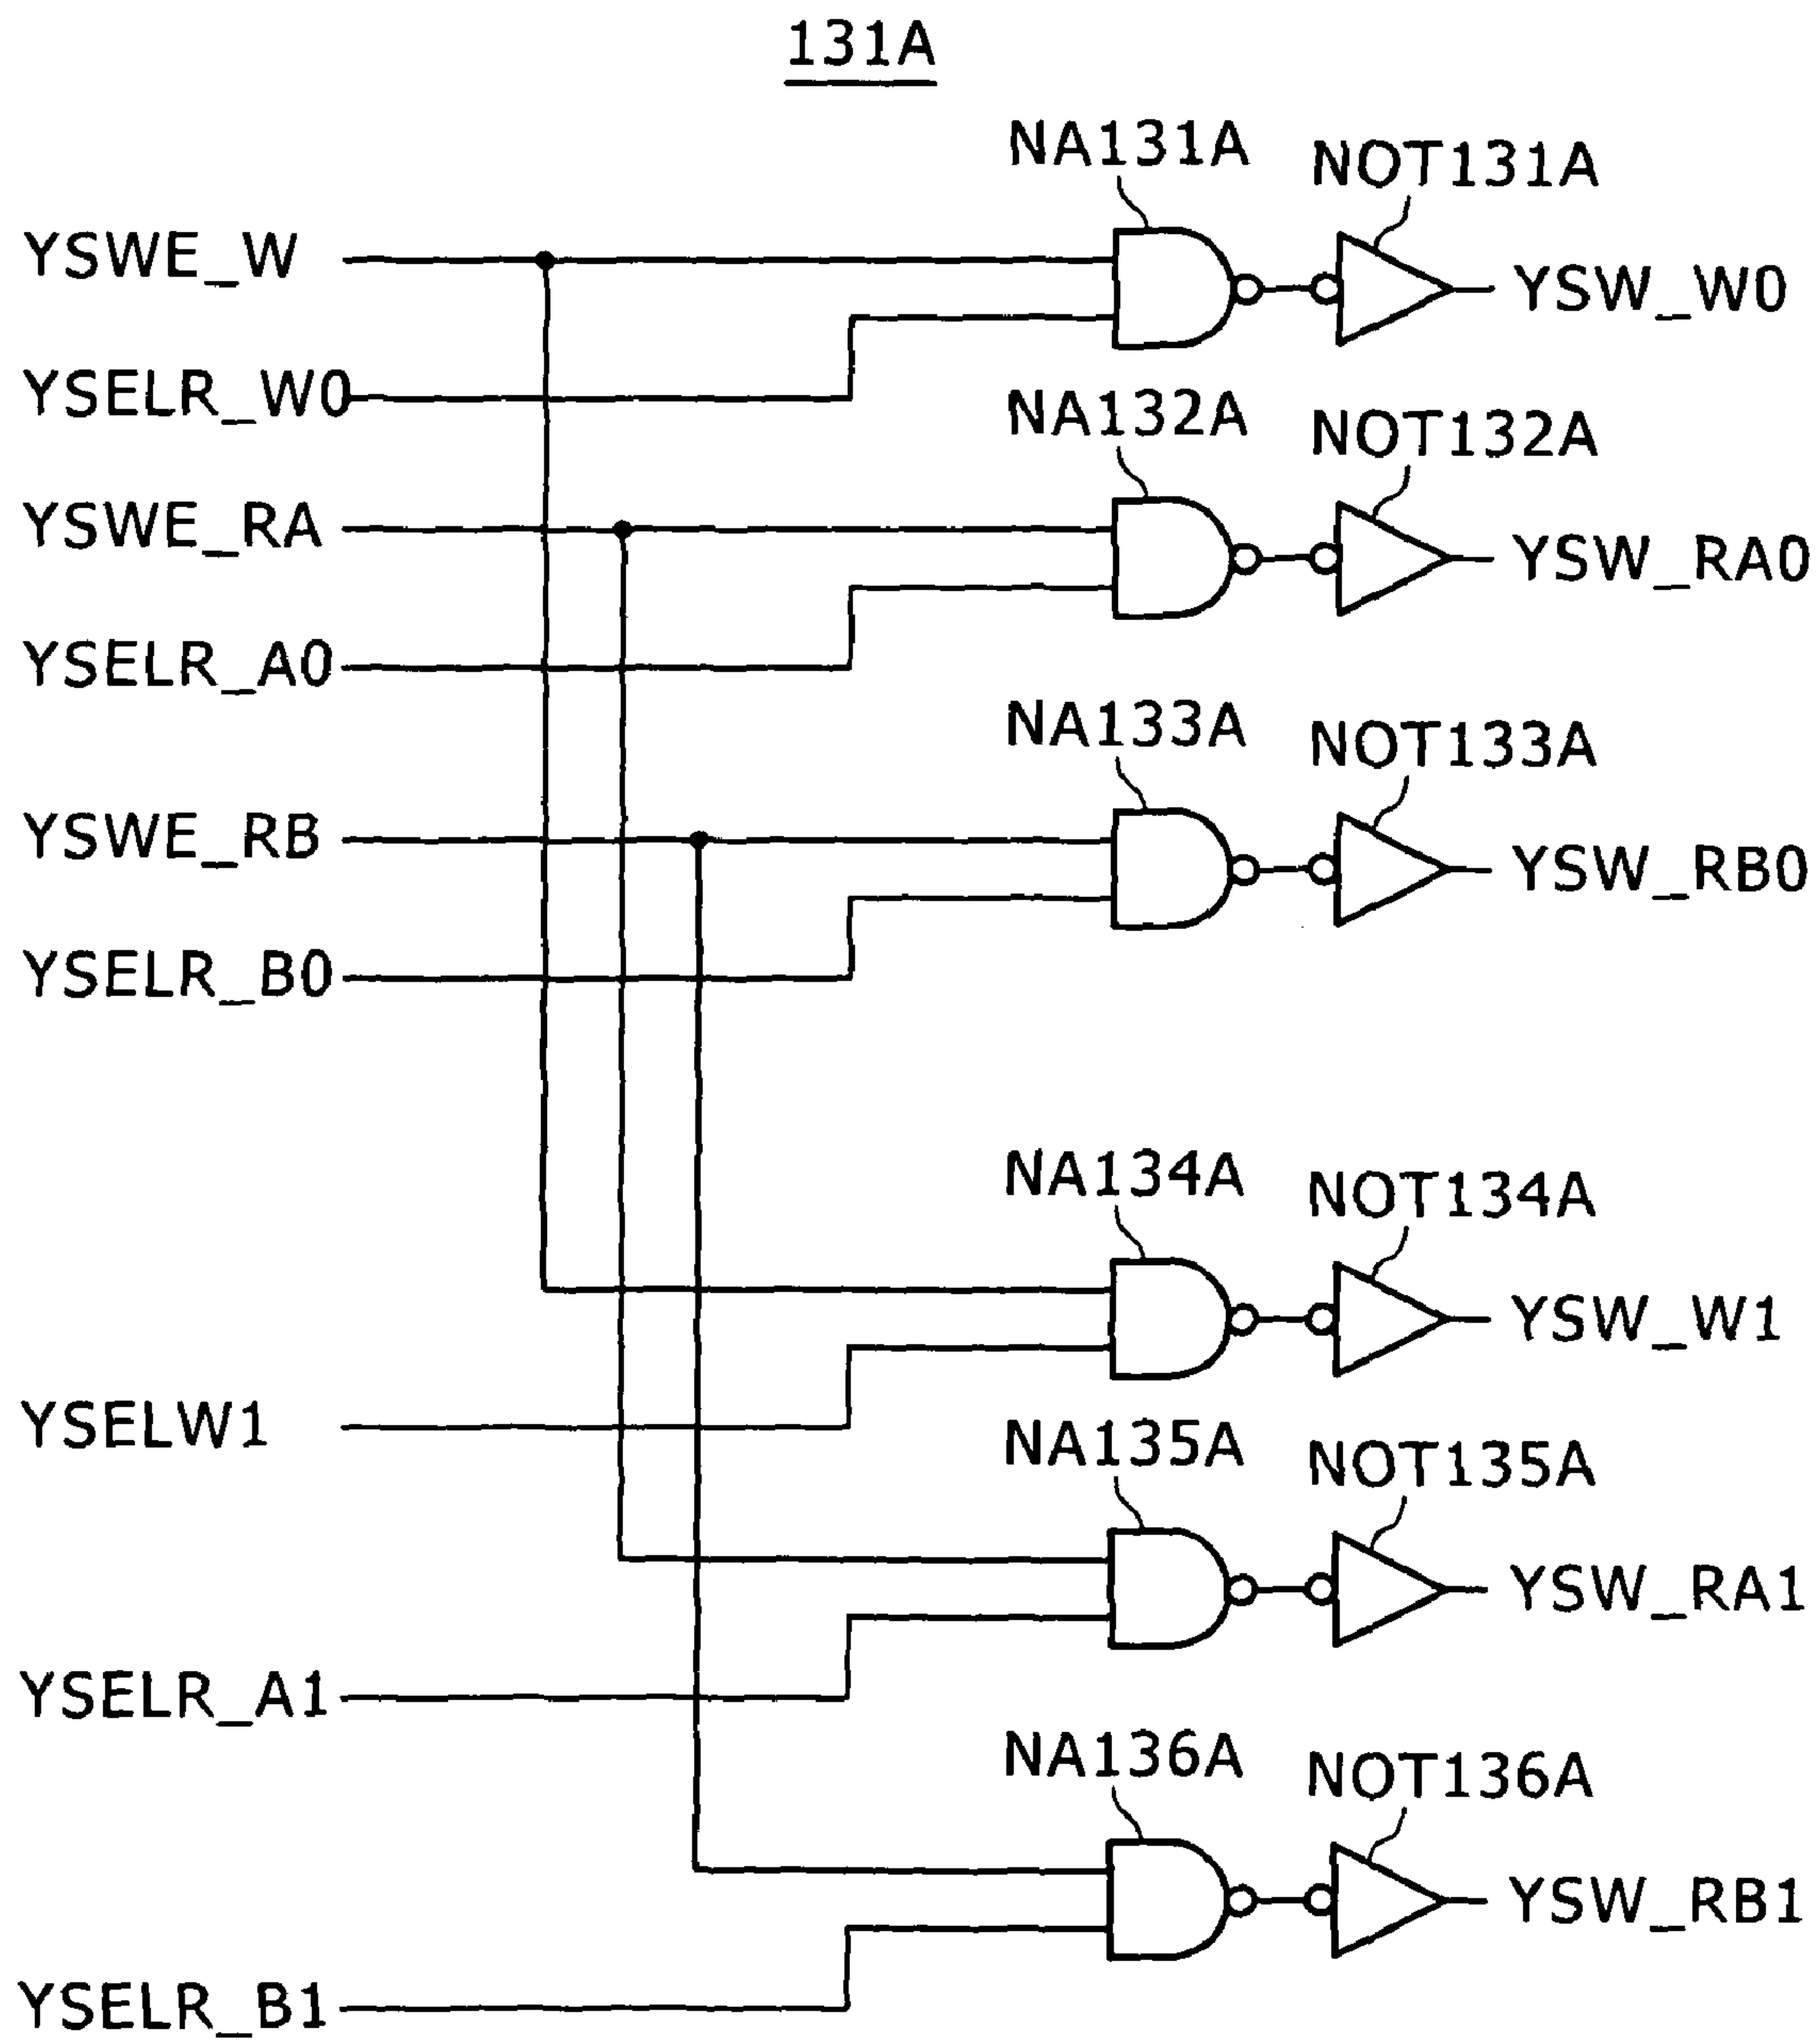 131A
NA131A
NOT131A
YSWE_W
YSW_W0
YSELR_W0
NA132A
NOT132A
YSWE_RA
YSW_RA0
YSELR_A0
NA133A
NOT133A
YSWE_RB
YSW_RB0
YSELR_B0
NA134A
NOT134A
YSW_W1
YSELW1
NA135A
NOT135A
YSW_RA1
YSELR_A1
NA136A
NOT136A
YSW_RB1
YSELR_B1